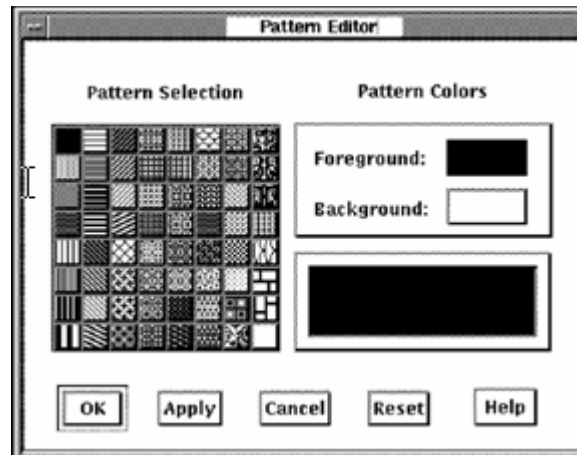 Pattern Editor
Pattern Selection
Pattern Colors
Foreground:
Background:
OK Apply Cancel Reset Help